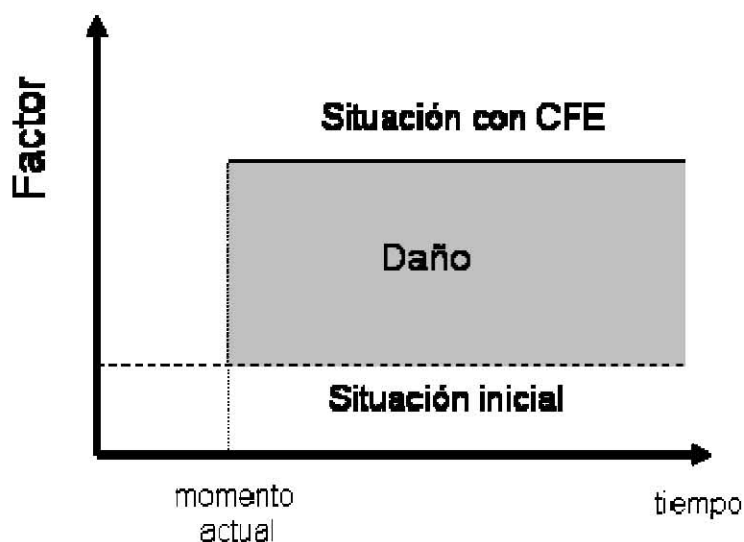 Factor
Situación con CFE
Daño
Situación inicial
momento
actual
tiempo